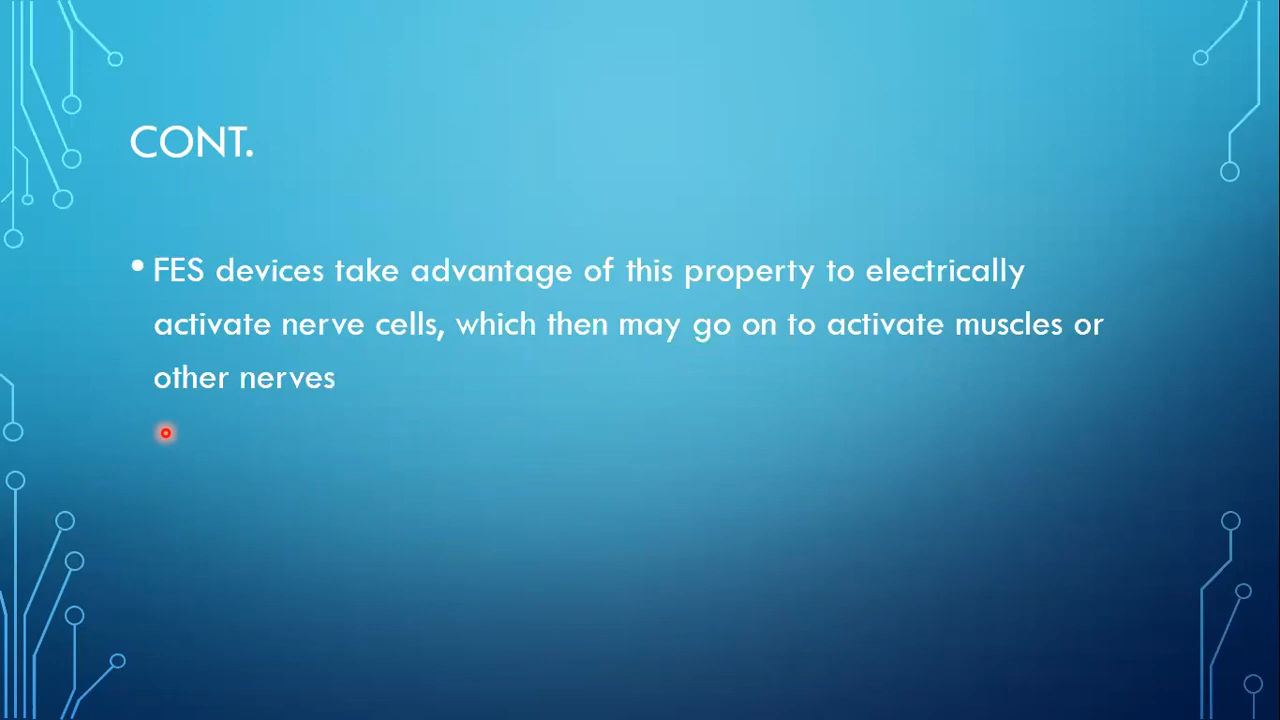 CONT.
• FES devices take advantage of this property to electrically
activate nerve cells, which then may go on to activate muscles or
other nerves